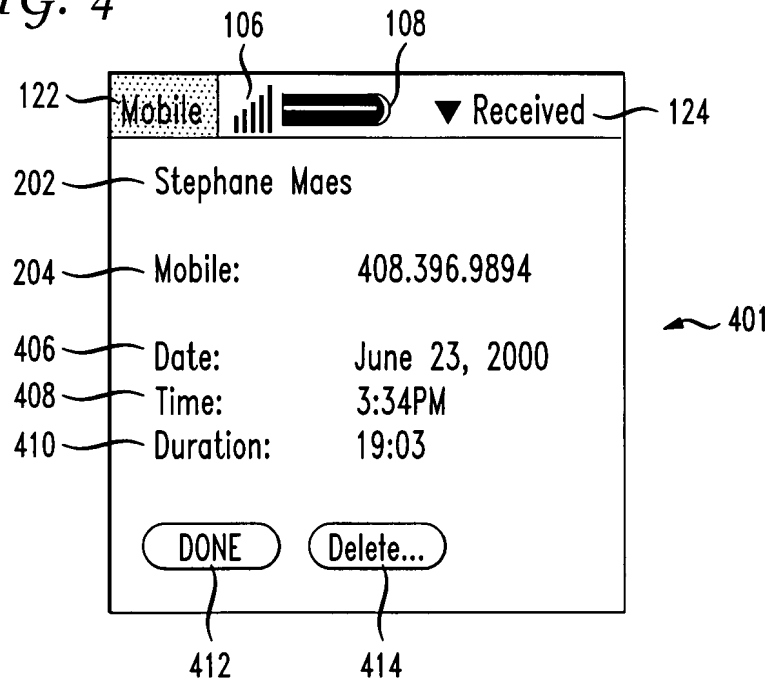 FIG. 4
106 108
122 Mobile ▼ Received 124
202 Stephane Maes
204 Mobile: 408.396.9894
401
406 Date: June 23, 2000
408 Time: 3:34PM
410 Duration: 19:03
DONE Delete...
412 414